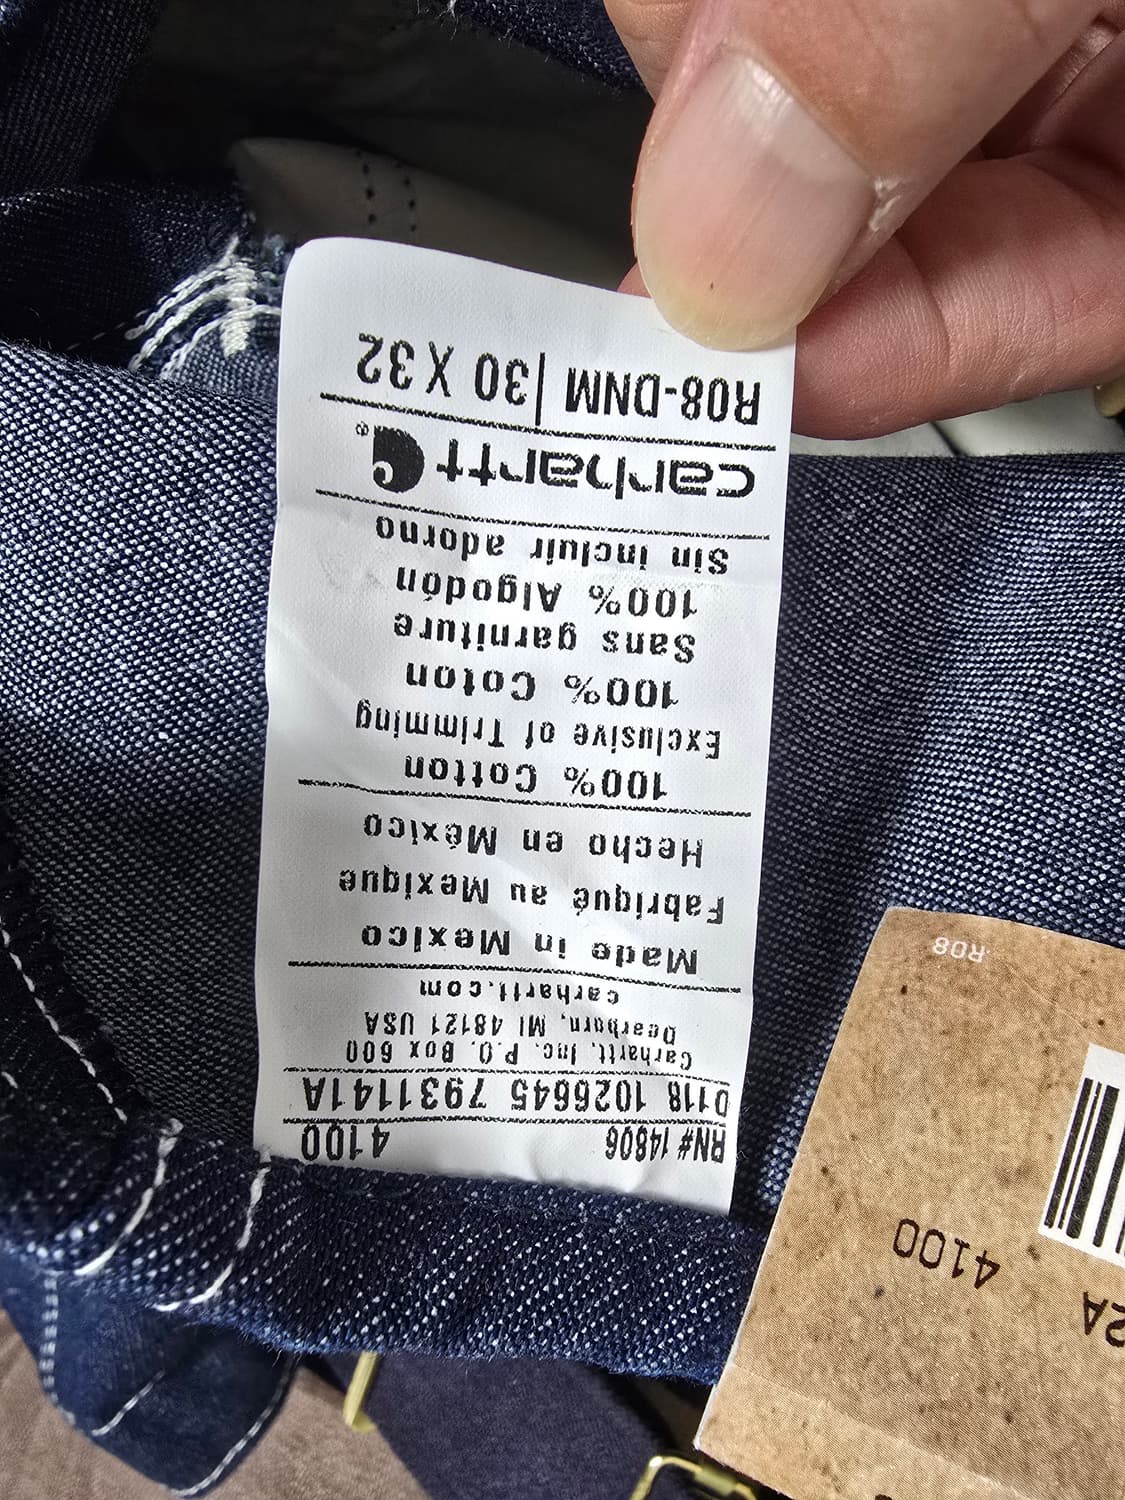 R08-DNM | 30 X 32
carhartt ®
Sin incluir adorno
100% Algodón
Sans garniture
100% Coton
Exclusive of Trimming
100% Cotton
Hecho en México
Fabriqué au Mexique
Made in Mexico
carhartt.com
Dearborn, MI 48121 USA
Carhartt, Inc. P.O. Box 600
D118 1026645 7931141A
RN# 14806 4100
R08
4100
2A